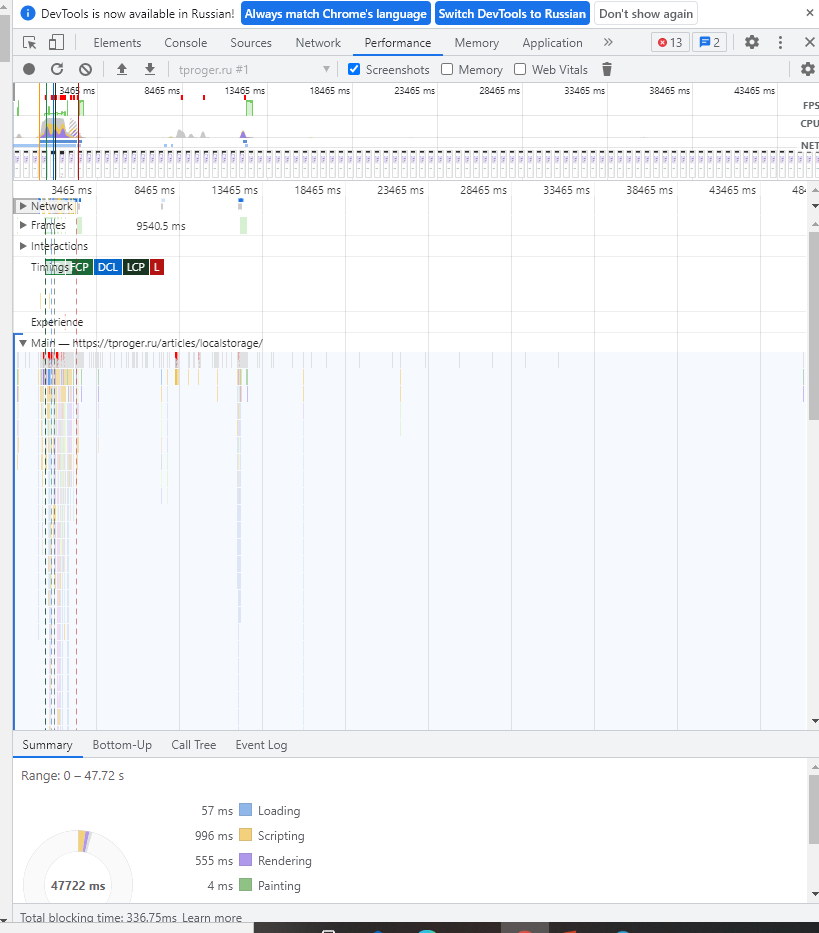 DevTools is now available in Russian! Always match Chrome's language Switch DevTools to Russian Don't show again
Elements Console Sources Network Performance Memory Application 13 2
tproger.ru #1 Screenshots Memory Web Vitals
3465 ms 8465 ms 13465 ms 18465 ms 23465 ms 28465 ms 33465 ms 38465 ms 43465 ms
FPS
CPU
NET
3465 ms 8465 ms 13465 ms 18465 ms 23465 ms 28465 ms 33465 ms 38465 ms 43465 ms 48
Network
Frames 9540.5 ms
Interactions
Timings FCP DCL LCP L
Experience
Main — https://tproger.ru/articles/localstorage/
Summary Bottom-Up Call Tree Event Log
Range: 0 – 47.72 s
57 ms Loading
996 ms Scripting
555 ms Rendering
47722 ms 4 ms Painting
Total blocking time: 336.75ms Learn more